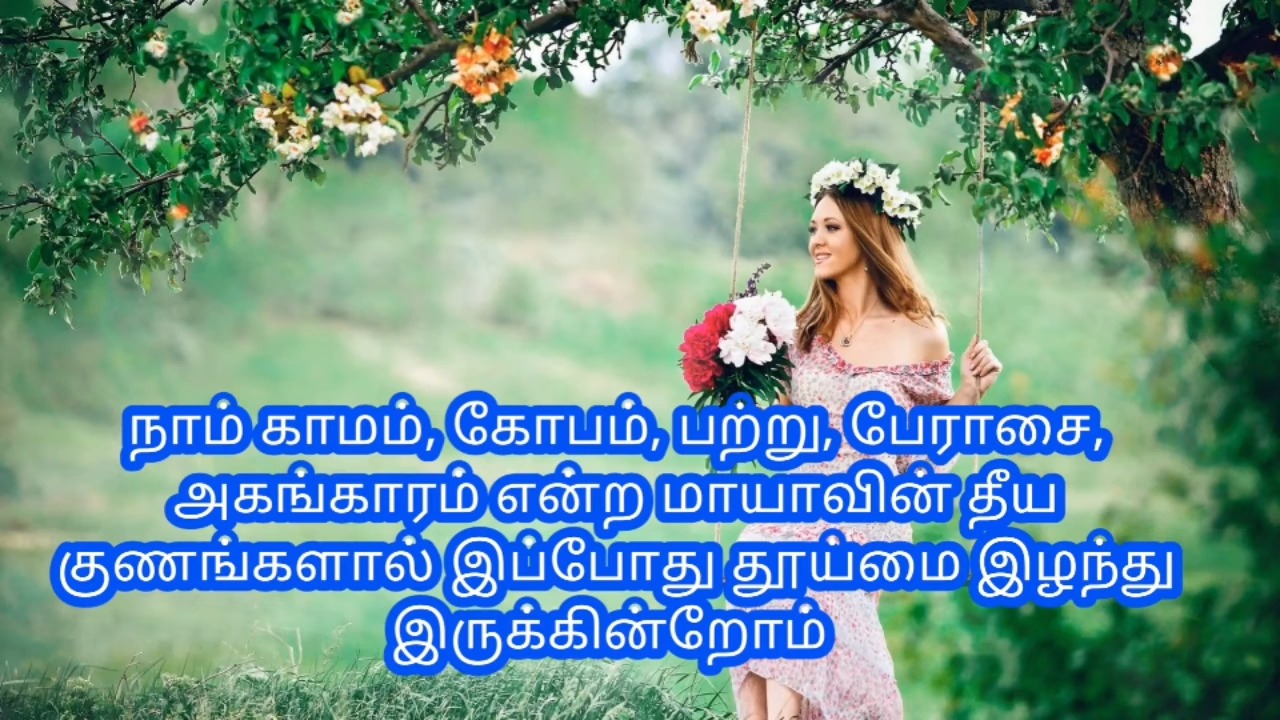 நாம் காமம், கோபம், பற்று, பேராசை,
அகங்காரம் என்ற மாயாவின் தீய
குணங்களால் இப்போது தூய்மை இழந்து
இருக்கின்றோம்